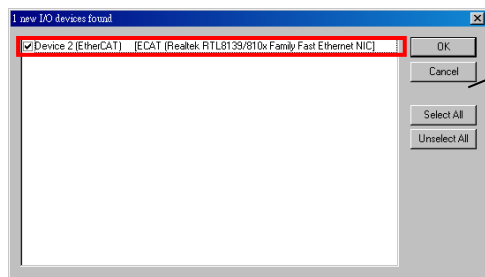 1 new I/O devices found
Device 2 (EtherCAT) [ECAT (Realtek RTL8139/810x Family Fast Ethernet NIC]
OK
Cancel
Select All
Unselect All